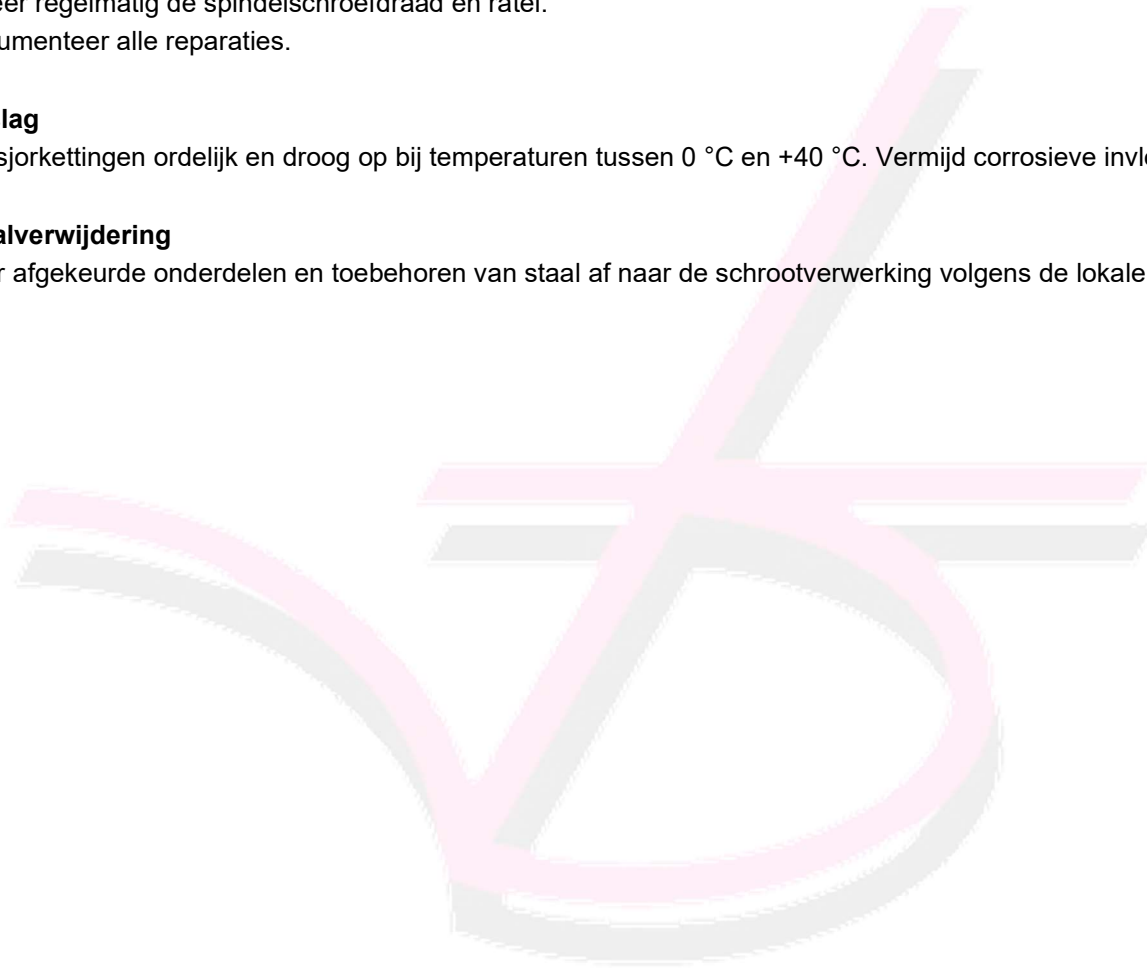 eer regelmatig de spindelschroefdraad en ratel.
umenteer alle reparaties.
lag
sjorkettingen ordelijk en droog op bij temperaturen tussen 0 °C en +40 °C. Vermijd corrosieve invl
alverwijdering
r afgekeurde onderdelen en toebehoren van staal af naar de schrootverwerking volgens de lokale